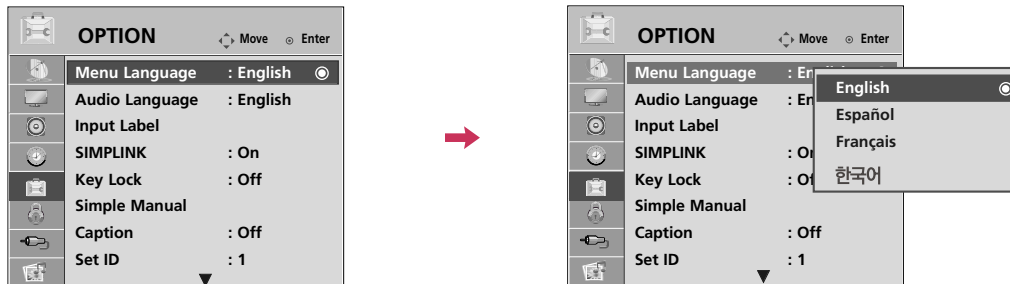 OPTION Move Enter
Menu Language : English
Audio Language : English
Input Label
SIMPLINK : On
Key Lock : Off
Simple Manual
Caption : Off
Set ID : 1
OPTION Move Enter
Menu Language : En
Audio Language : En
Input Label
SIMPLINK : O
Key Lock : O
Simple Manual
Caption : Off
Set ID : 1
English
Español
Français
한국어